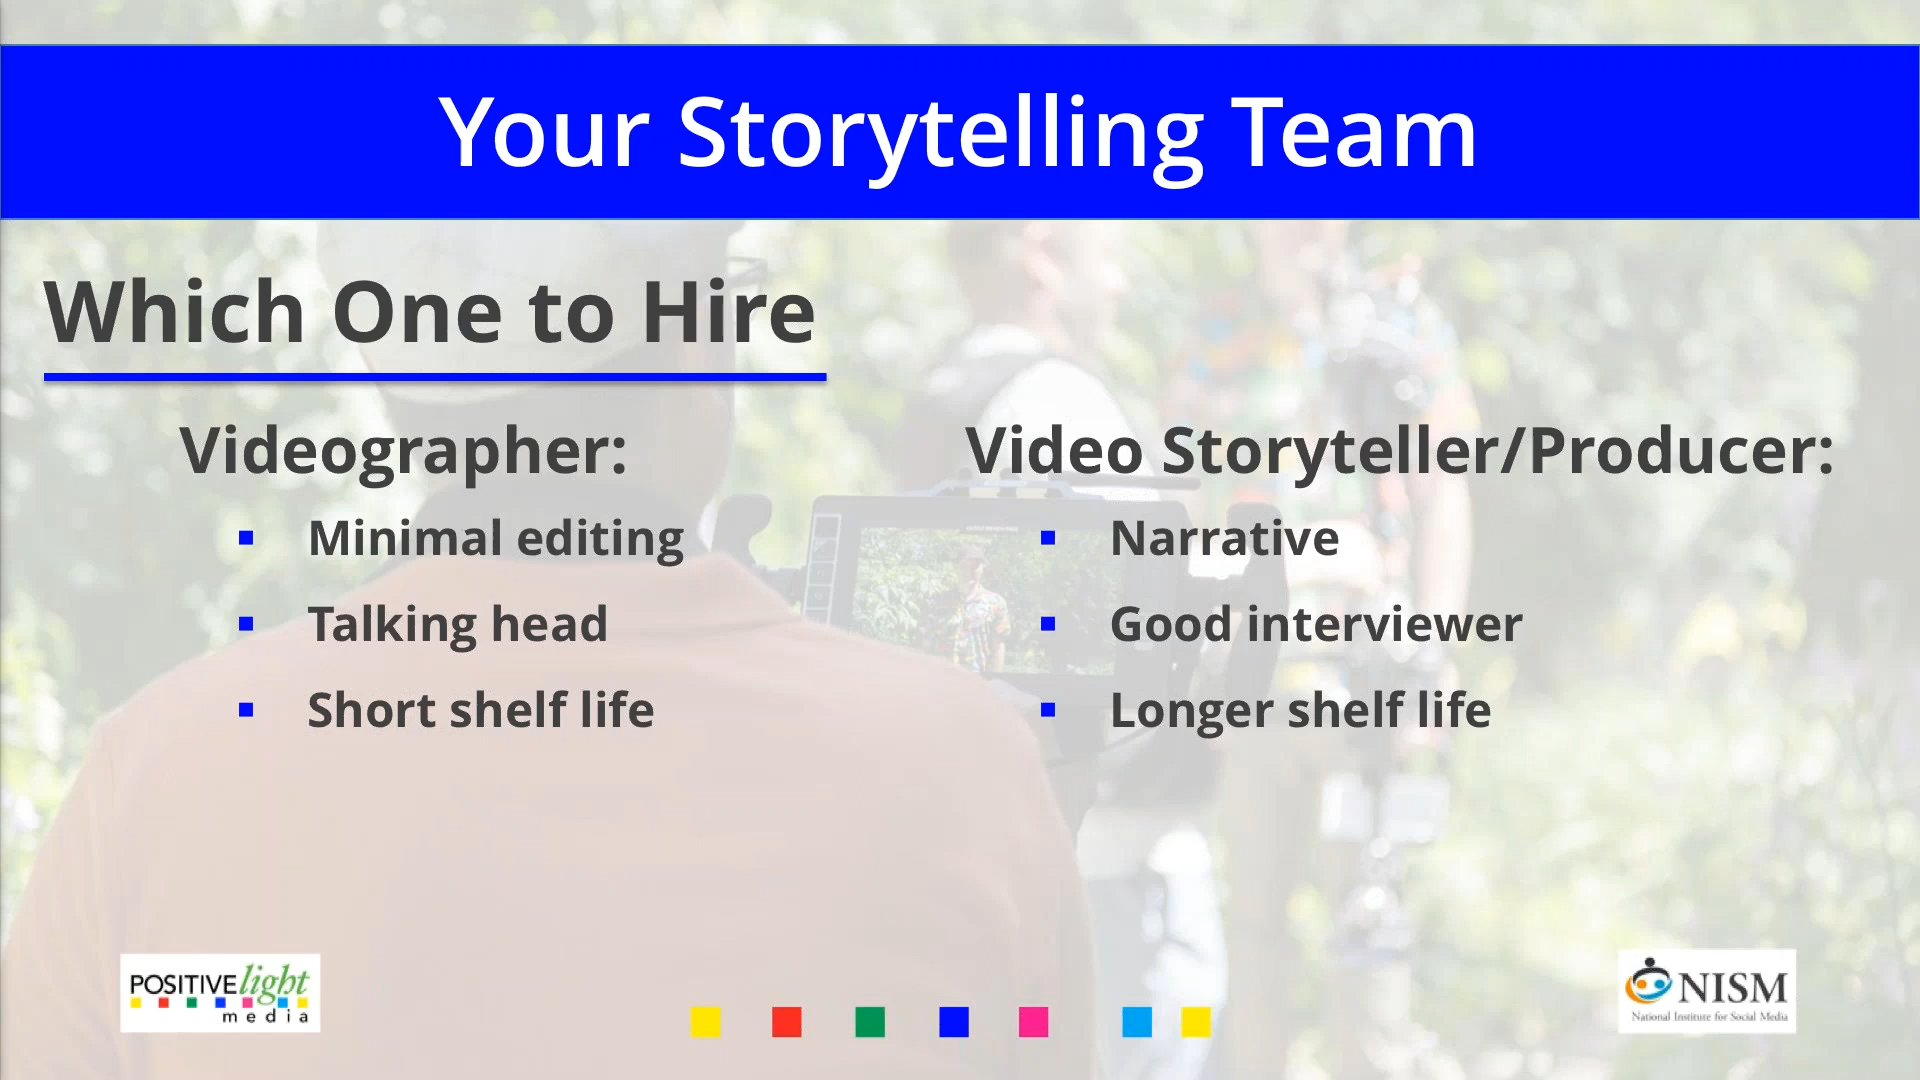 Your Storytelling Team
Which One to Hire
Videographer:
▪ Minimal editing
▪ Talking head
▪ Short shelf life
Video Storyteller/Producer:
▪ Narrative
▪ Good interviewer
▪ Longer shelf life
POSITIVE light
media
NISM
National Institute for Social Media